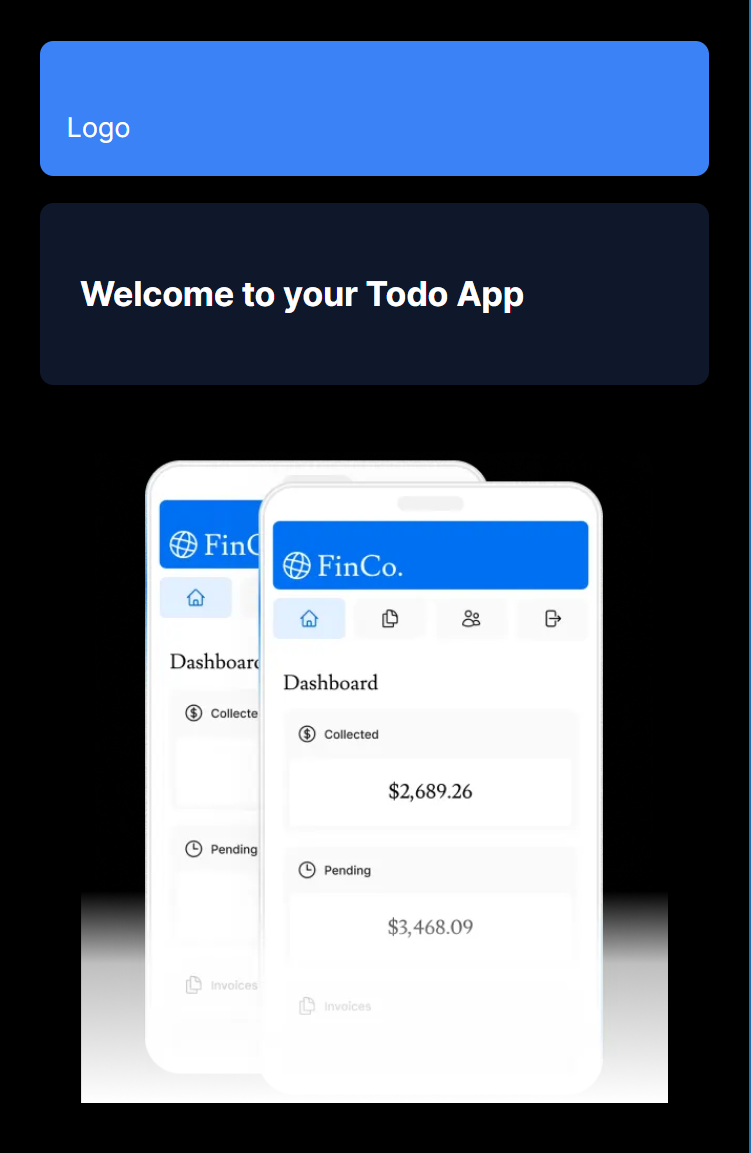 Logo
Welcome to your Todo App
FinC
FinCo.
Dashboard
Dashboard
Collecte
Collected
$2,689.26
Pending
Pending
$3,468.09
Invoices
Invoices